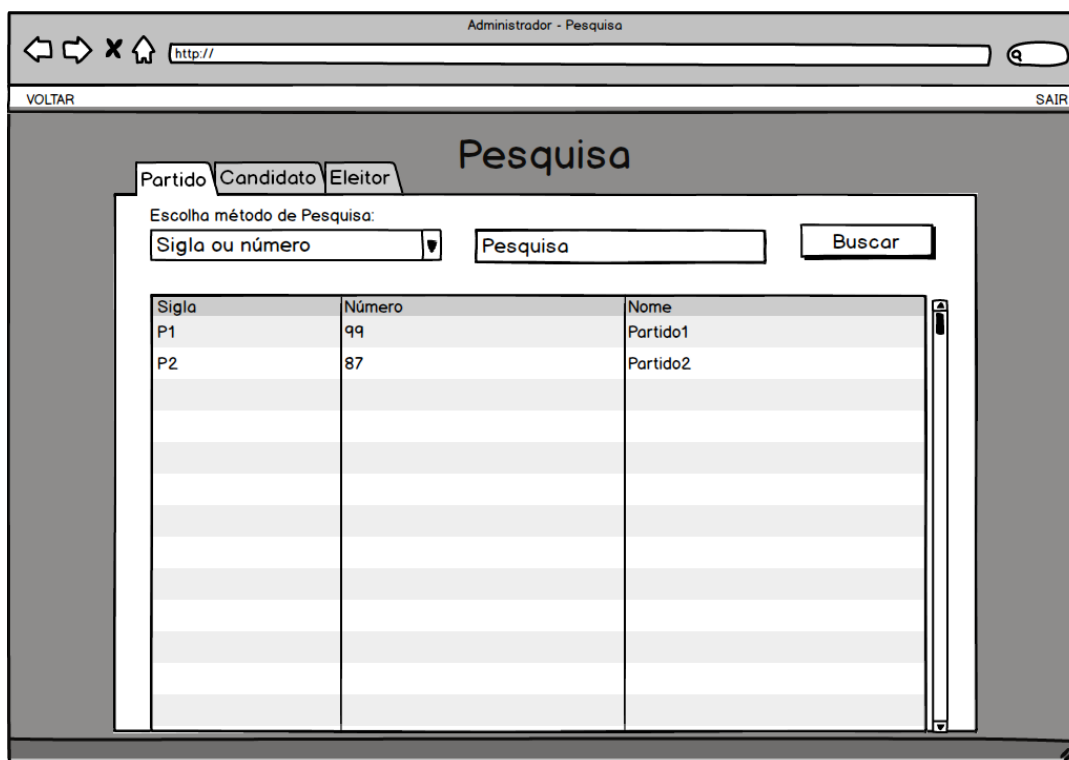 Administrador - Pesquisa
http://
VOLTAR SAIR
Pesquisa
Partido Candidato Eleitor
Escolha método de Pesquisa:
Sigla ou número Pesquisa Buscar
Sigla Número Nome
P1 99 Partido1
P2 87 Partido2